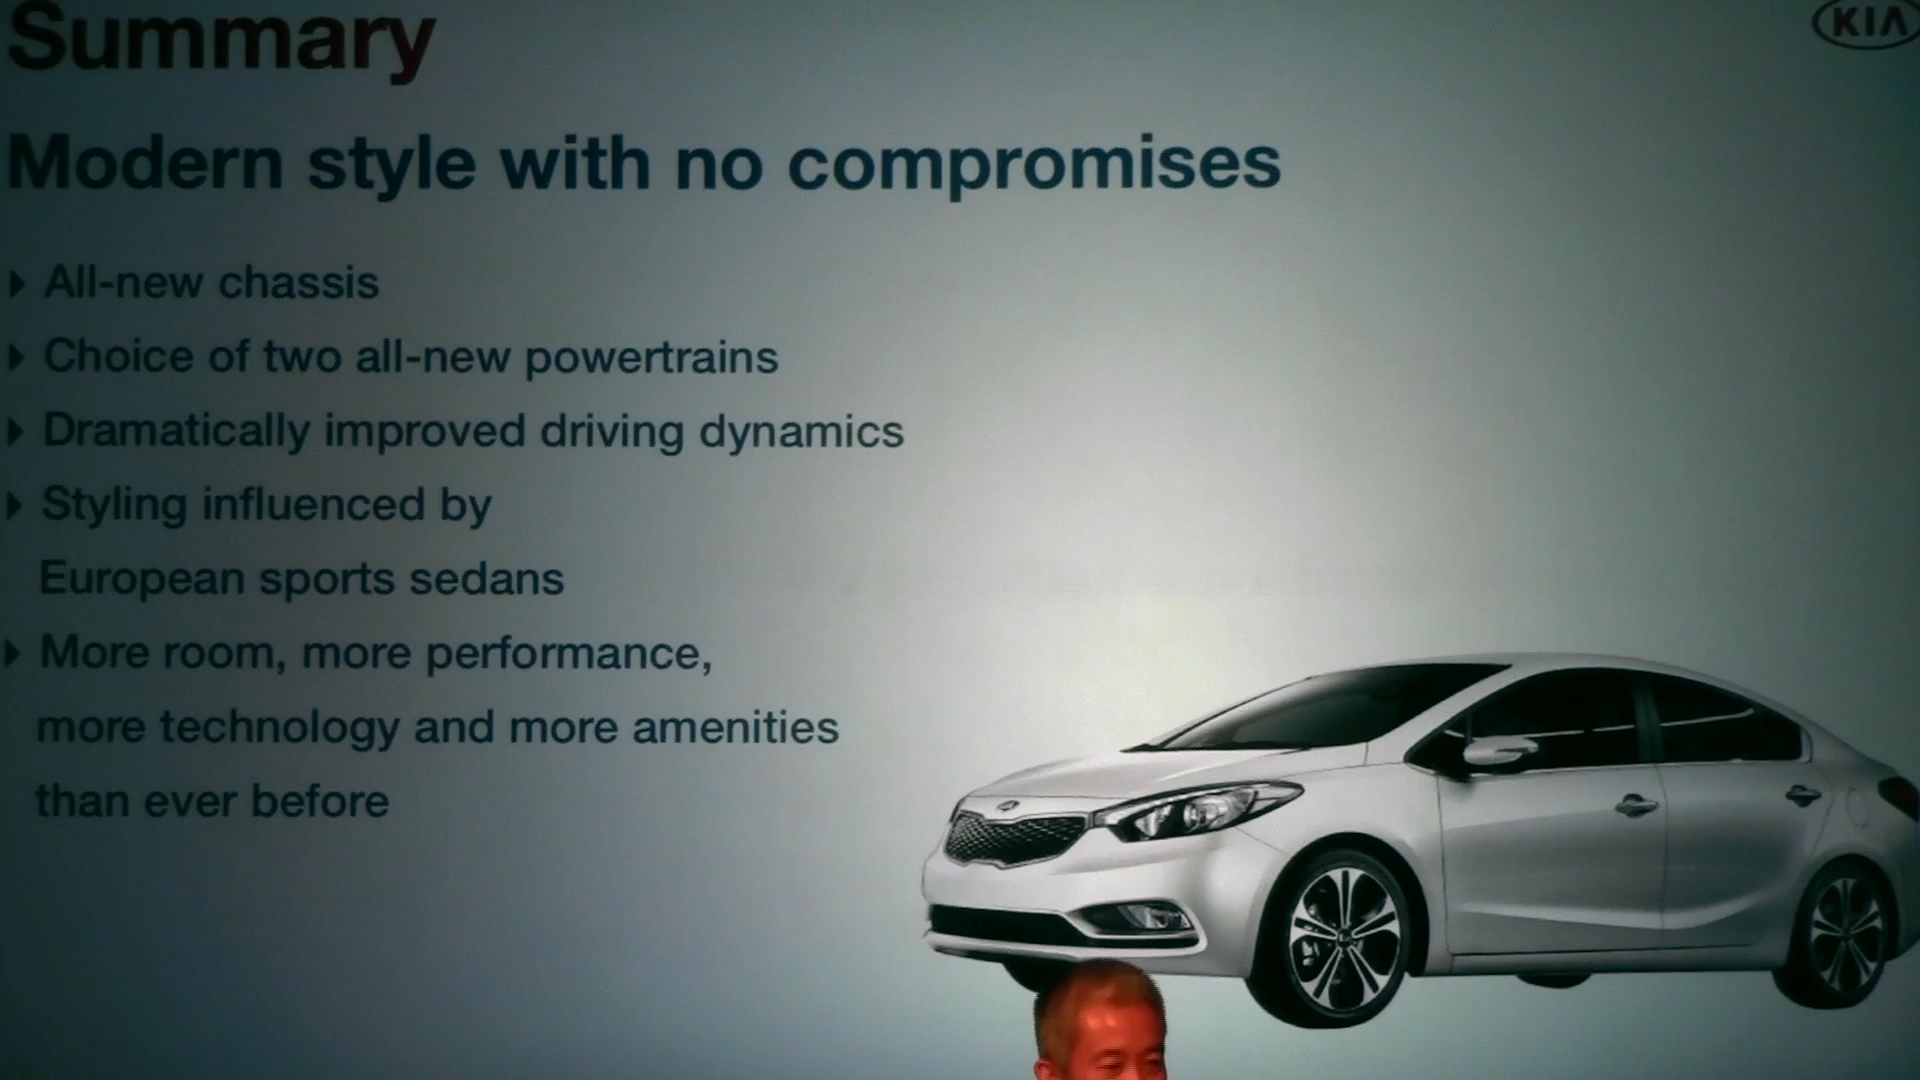 Summary
KIA
Modern style with no compromises
All-new chassis
Choice of two all-new powertrains
Dramatically improved driving dynamics
Styling influenced by
European sports sedans
More room, more performance,
more technology and more amenities
than ever before